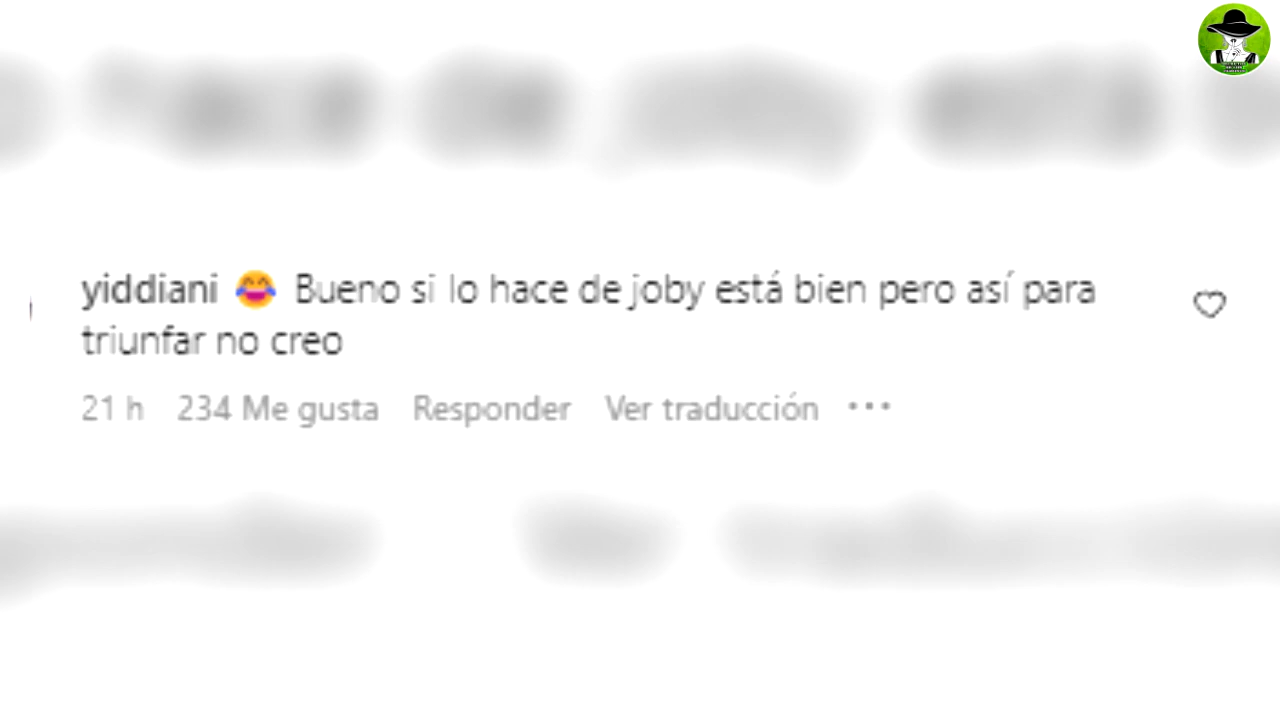 yiddiani 😂 Bueno si lo hace de joby está bien pero así para
triunfar no creo
21 h 234 Me gusta Responder Ver traducción •••